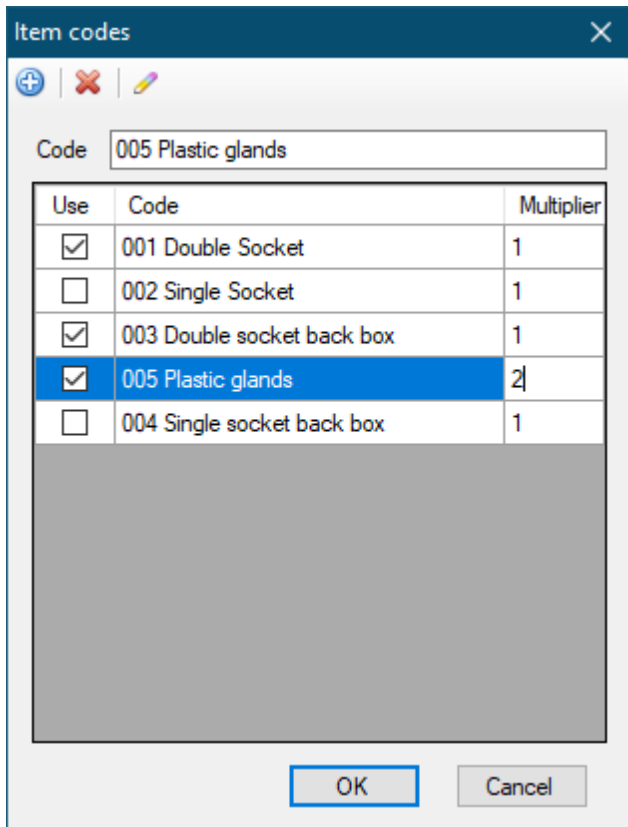 Item codes
Code 005 Plastic glands
Use Code Multiplier
001 Double Socket 1
002 Single Socket 1
003 Double socket back box 1
005 Plastic glands 2
004 Single socket back box 1
OK Cancel